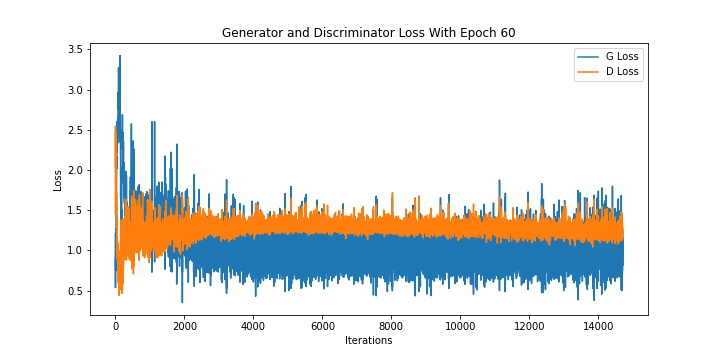 Generator and Discriminator Loss With Epoch 60
G Loss
D Loss
Loss
3.5
3.0
2.5
2.0
1.5
1.0
0.5
0 2000 4000 6000 8000 10000 12000 14000
Iterations